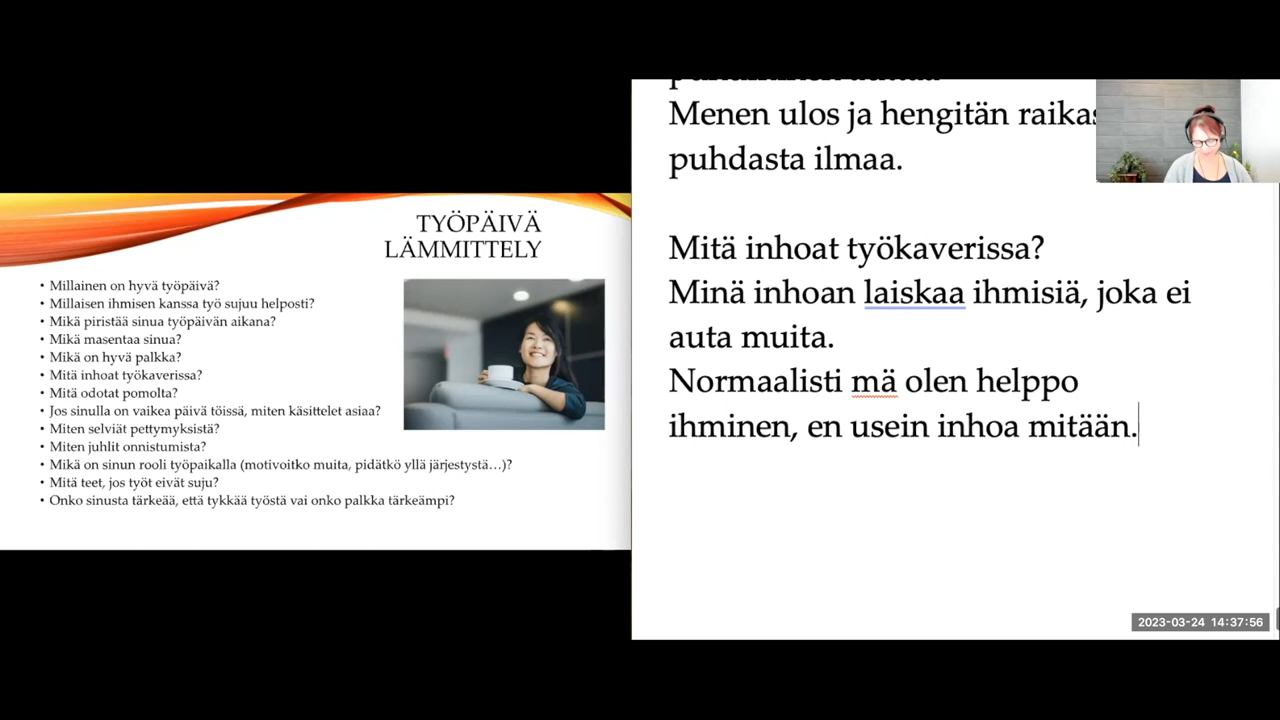 TYÖPÄIVÄ
LÄMMITTELY
• Millainen on hyvä työpäivä?
• Millaisen ihmisen kanssa työ sujuu helposti?
• Mikä piristää sinua työpäivän aikana?
• Mikä masentaa sinua?
• Mikä on hyvä palkka?
• Mitä inhoat työkaverissa?
• Mitä odotat pomolta?
• Jos sinulla on vaikea päivä töissä, miten käsittelet asiaa?
• Miten selviät pettymyksistä?
• Miten juhlit onnistumista?
• Mikä on sinun rooli työpaikalla (motivoitko muita, pidätkö yllä järjestystä…)?
• Mitä teet, jos työt eivät suju?
• Onko sinusta tärkeää, että tykkää työstä vai onko palkka tärkeämpi?
Menen ulos ja hengitän
puhdasta ilmaa.
Mitä inhoat työkaverissa?
Minä inhoan laiskaa ihmisiä, joka ei
auta muita.
Normaalisti mä olen helppo
ihminen, en usein inhoa mitään.
2023-03-24 14:37:56